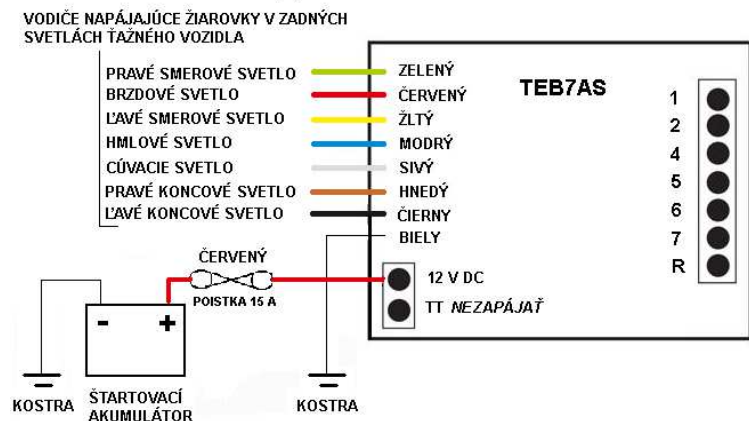 VODIČE NAPÁJAJÚCE ŽIAROVKY V ZADNÝCH
SVETLÁCH ŤAŽNÉHO VOZIDLA
PRAVÉ SMEROVÉ SVETLO
ZELENÝ
BRZDOVÉ SVETLO
ČERVENÝ
ĽAVÉ SMEROVÉ SVETLO
ŽLTÝ
HMLOVÉ SVETLO
MODRÝ
CÚVACIE SVETLO
SIVÝ
PRAVÉ KONCOVÉ SVETLO
HNEDÝ
ĽAVÉ KONCOVÉ SVETLO
ČIERNY
BIELY
TEB7AS
1
2
4
5
6
7
R
ČERVENÝ
POISTKA 15 A
12 V DC
TT NEZAPÁJAŤ
- +
KOSTRA
ŠTARTOVACÍ
AKUMULÁTOR
KOSTRA